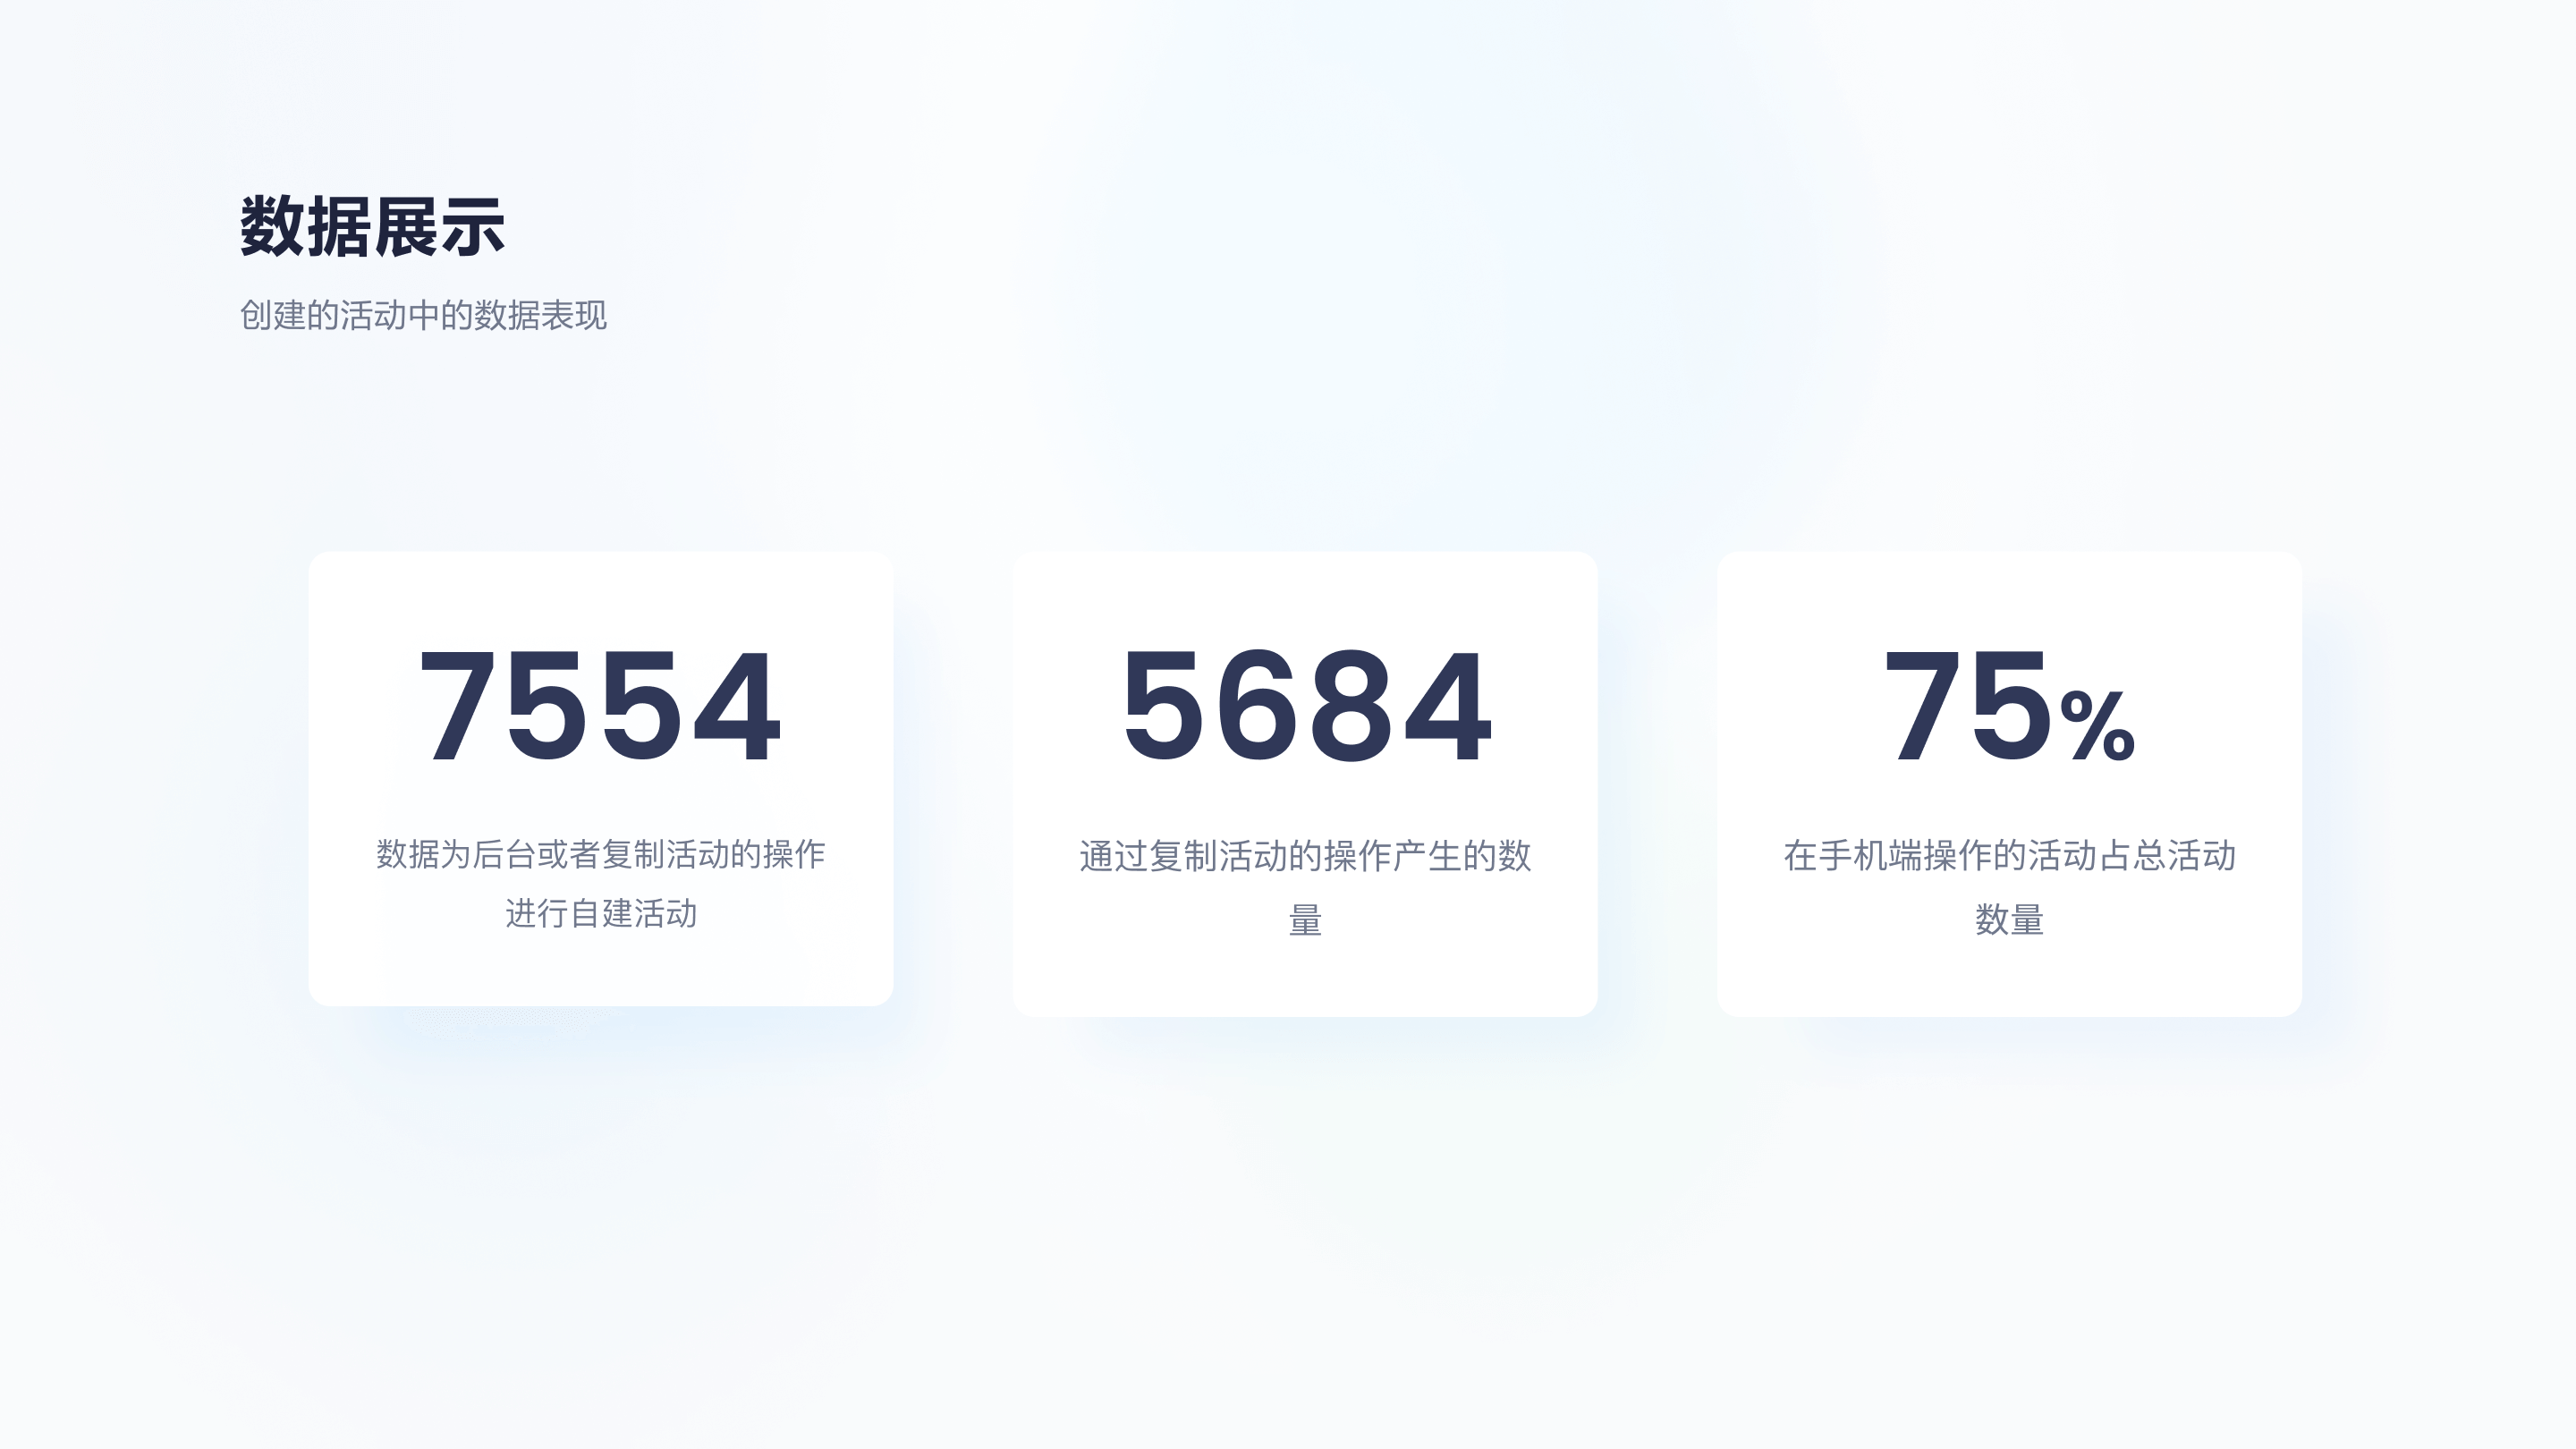 数据展示
创建的活动中的数据表现
7554
数据为后台或者复制活动的操作
进行自建活动
5684
通过复制活动的操作产生的数
量
75%
在手机端操作的活动占总活动
数量